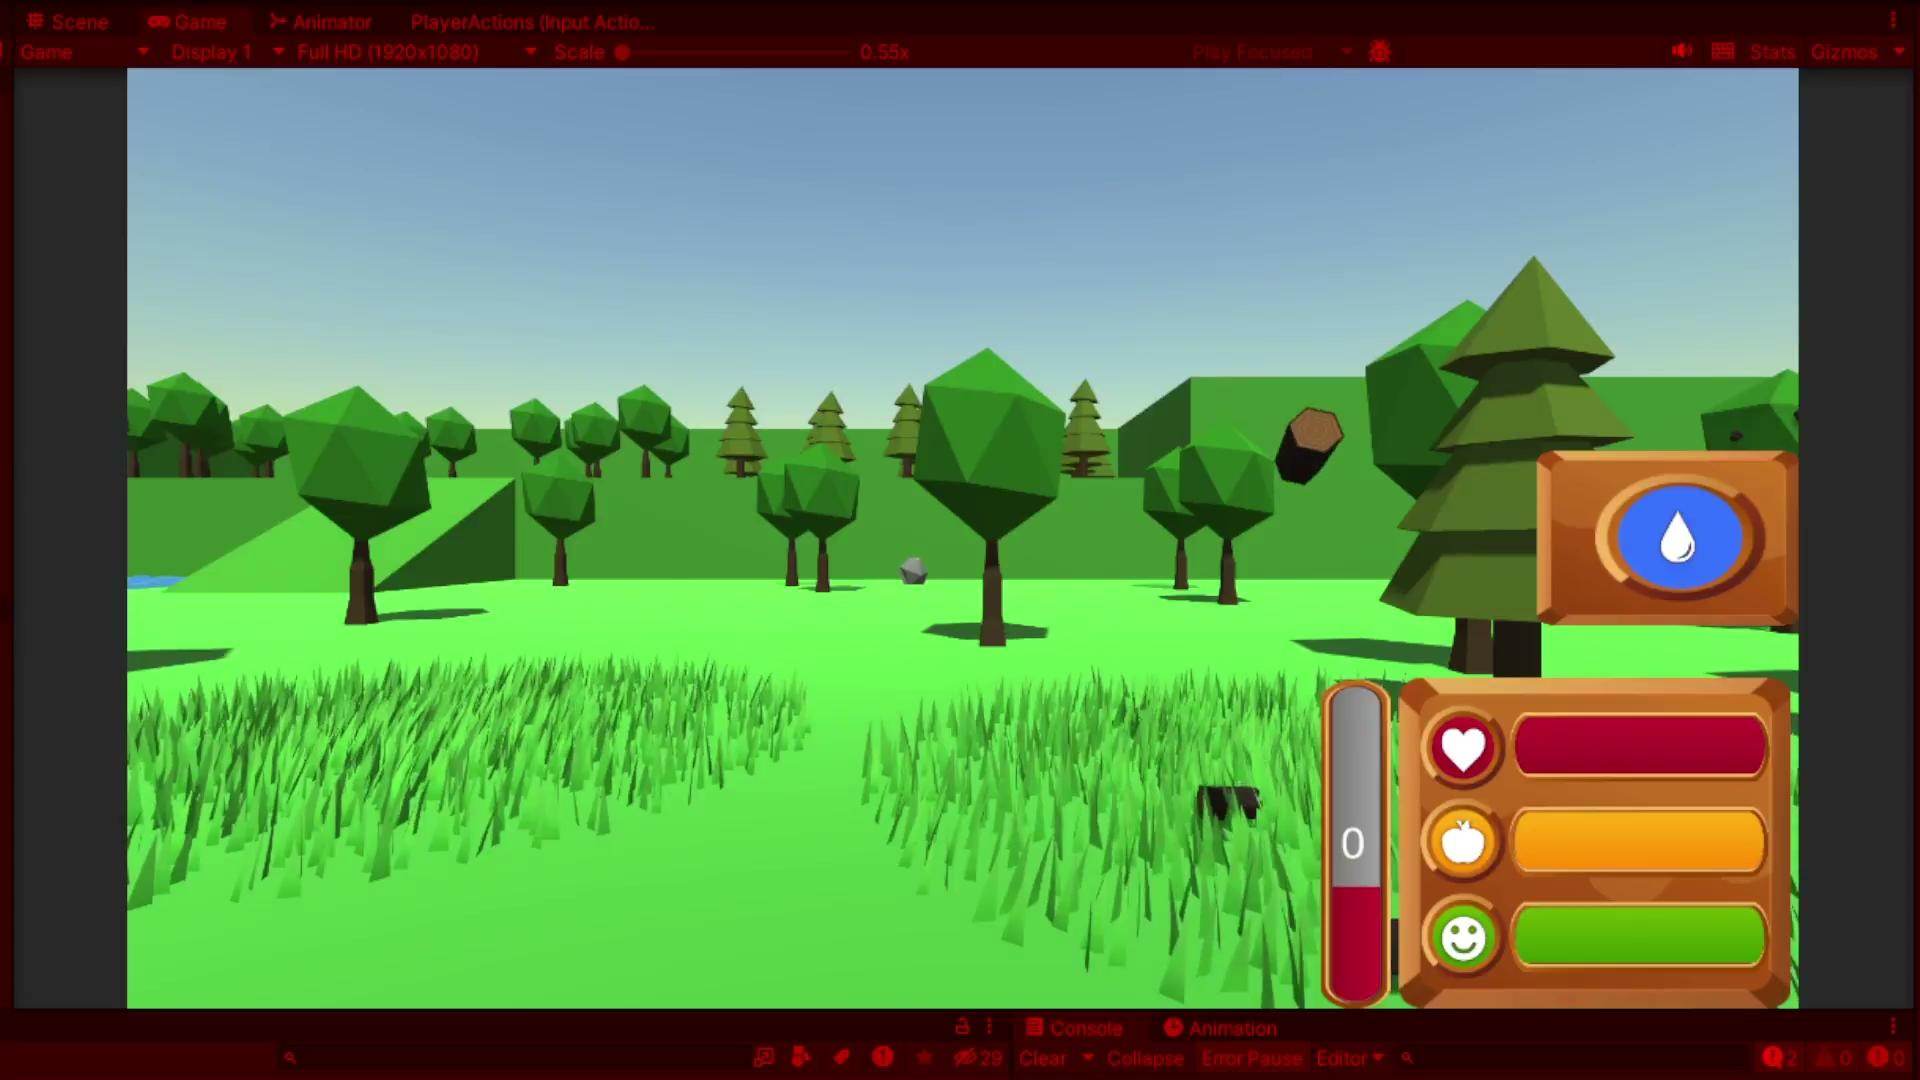 Scene Game Animator PlayerActions (Input Actio...
Game Display 1 Full HD (1920x1080) Scale 0.55x Play Focused Stats Gizmos
0
Console Animation
29 Clear Collapse Error Pause Editor 2 0 0